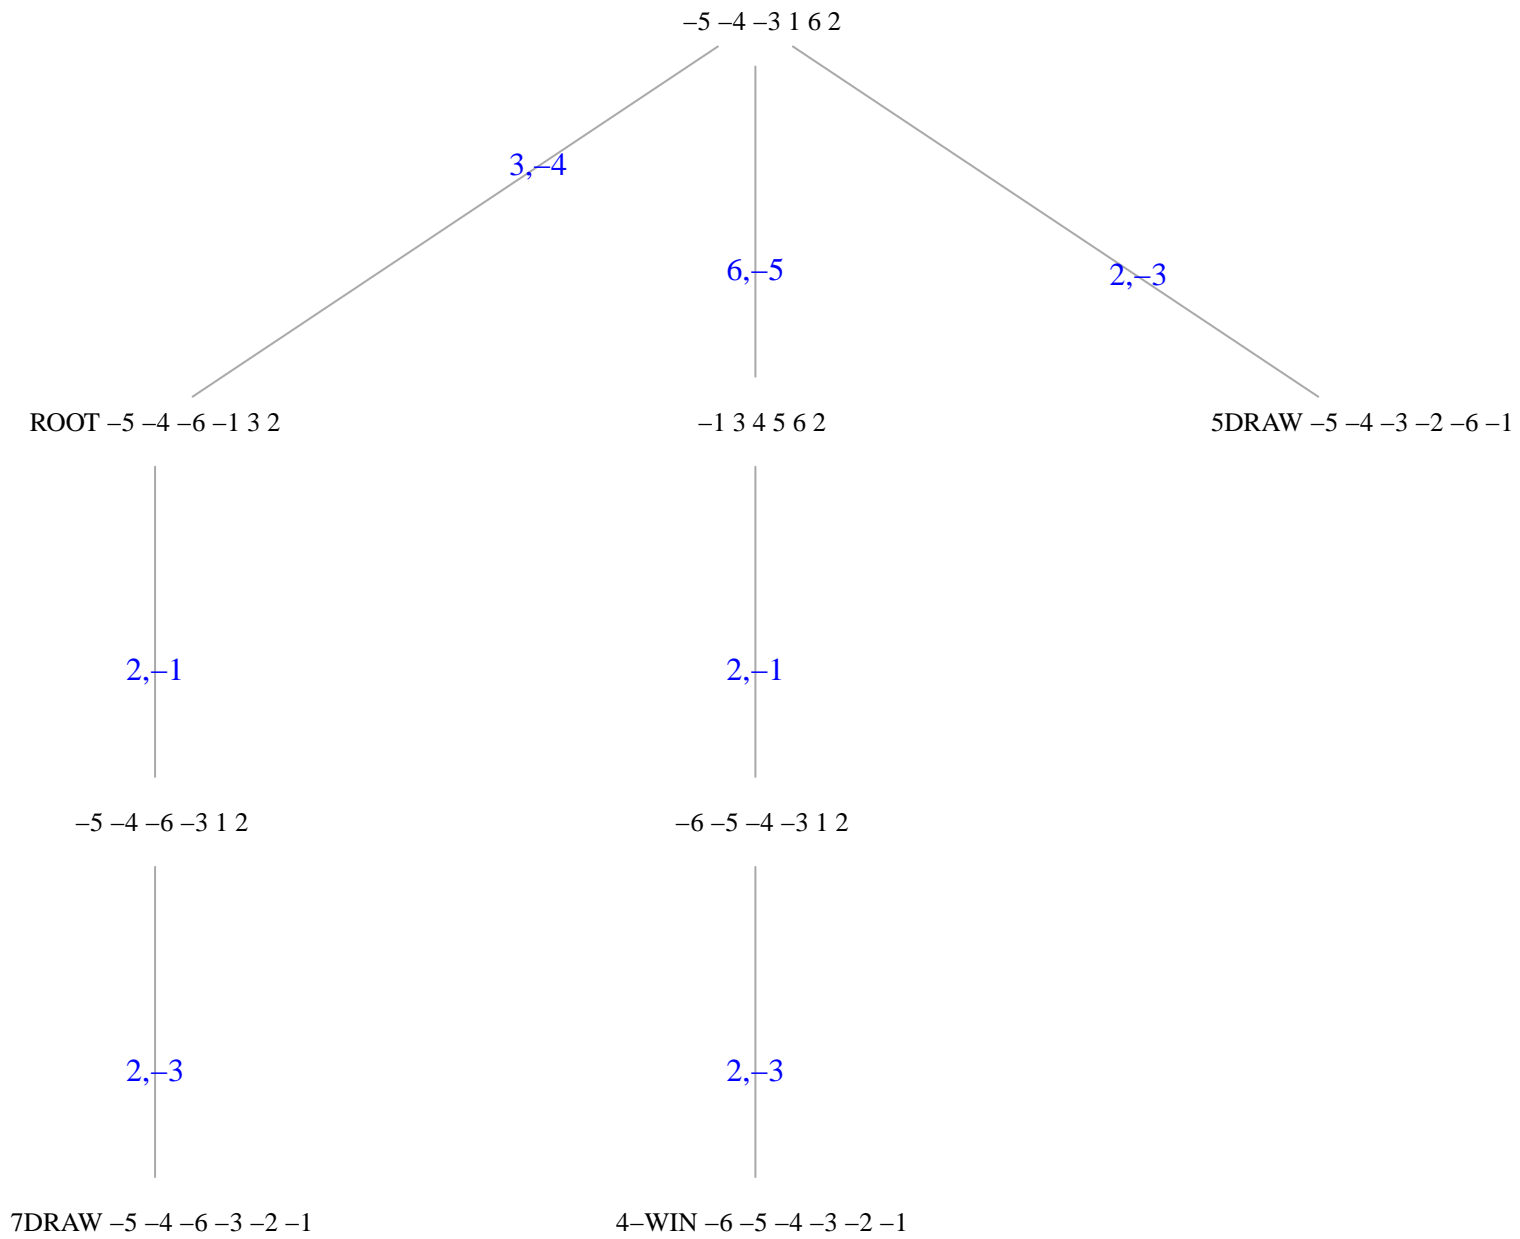 –5 –4 –3 1 6 2
3,–4
6,–5
2,–3
ROOT –5 –4 –6 –1 3 2
–1 3 4 5 6 2
5DRAW –5 –4 –3 –2 –6 –1
2,–1
2,–1
–5 –4 –6 –3 1 2
–6 –5 –4 –3 1 2
2,–3
2,–3
7DRAW –5 –4 –6 –3 –2 –1
4–WIN –6 –5 –4 –3 –2 –1